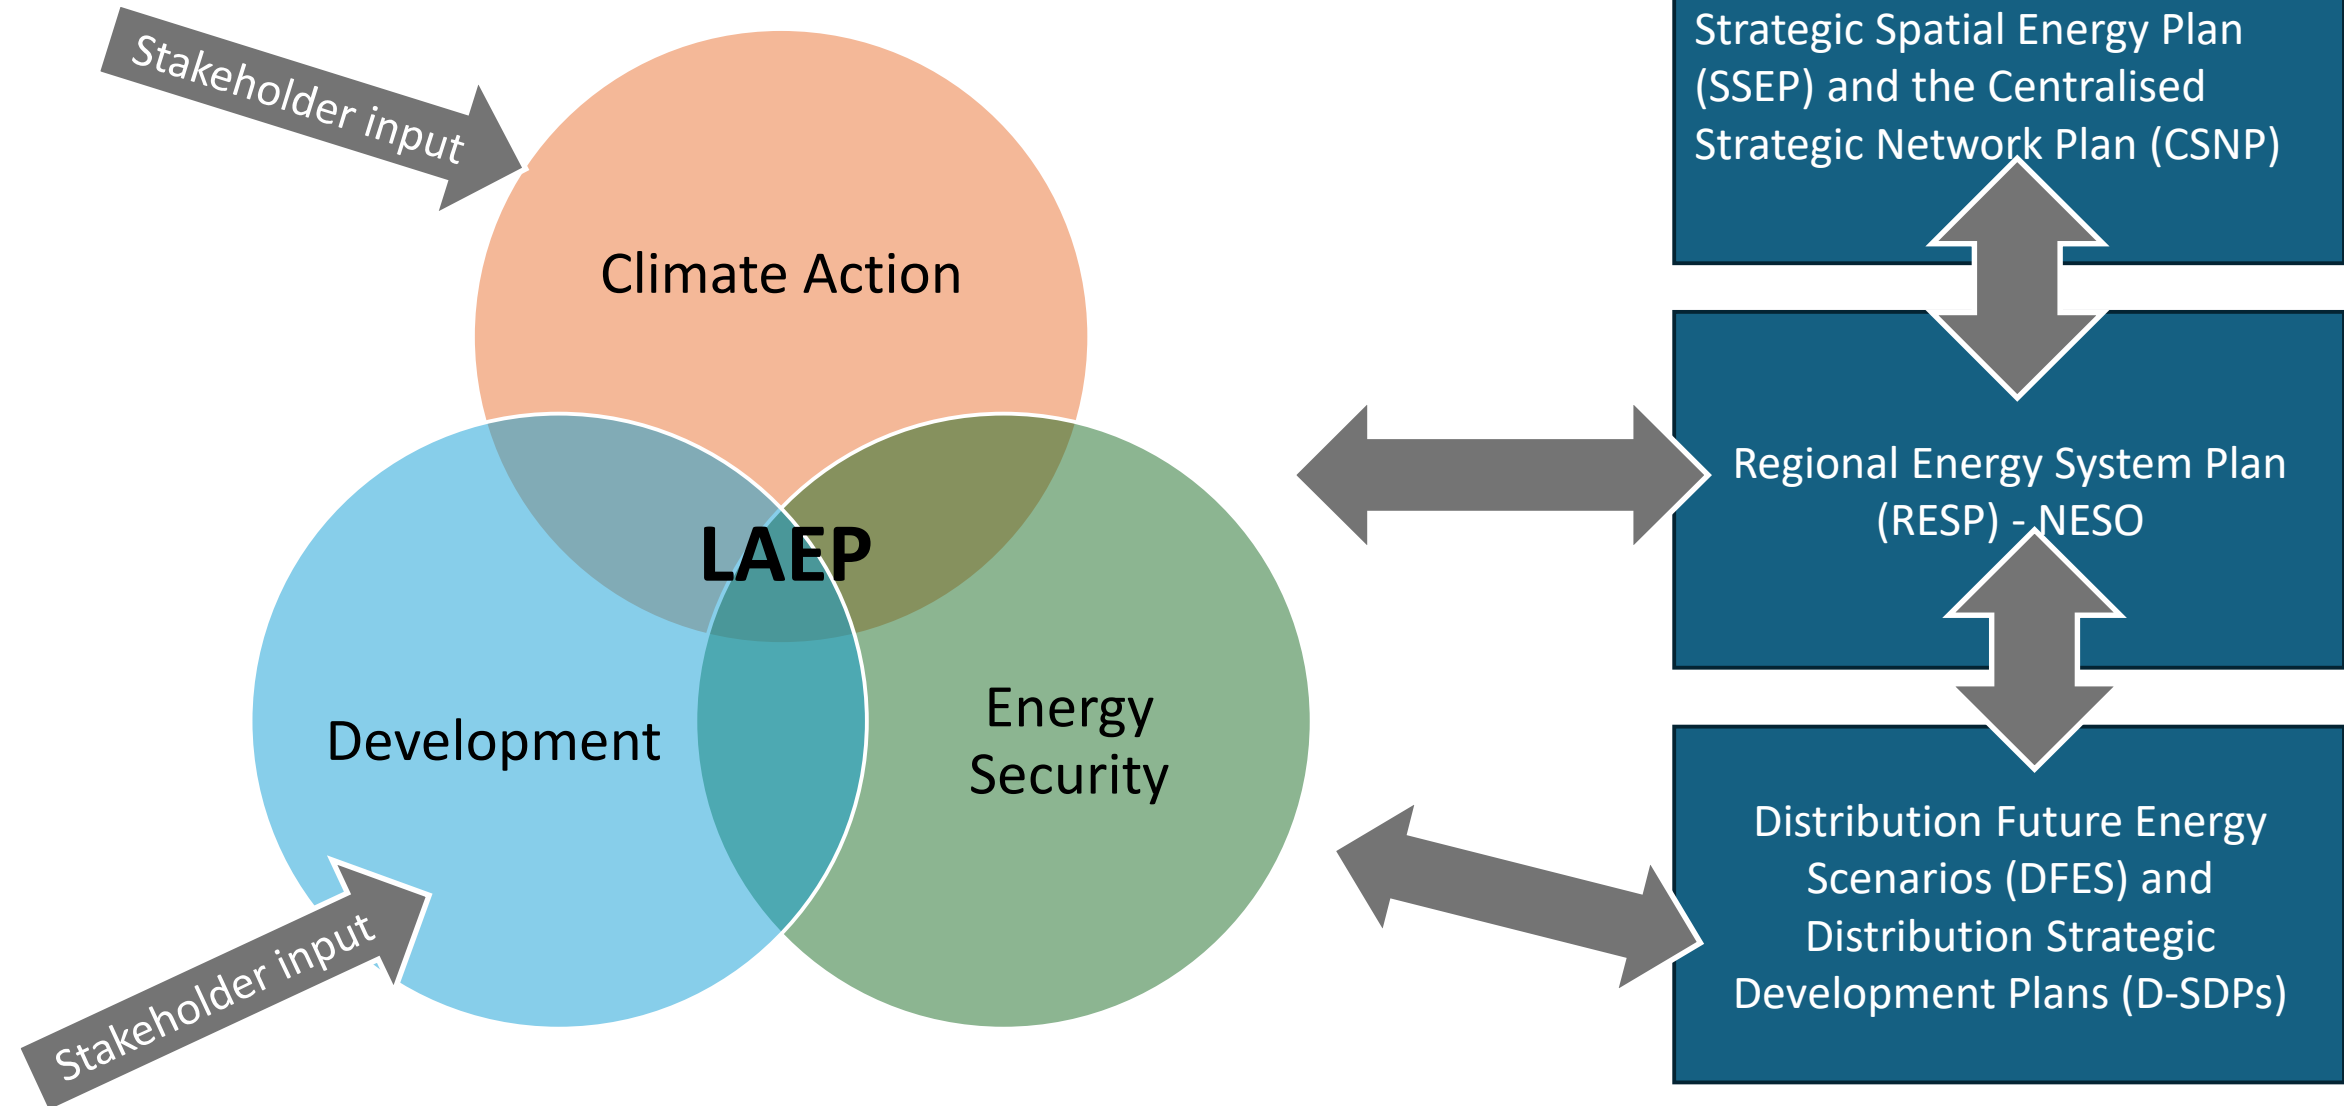 Stakeholder input
Climate Action
LAEP
Development
Energy
Security
Stakeholder input
Strategic Spatial Energy Plan
(SSEP) and the Centralised
Strategic Network Plan (CSNP)
Regional Energy System Plan
(RESP) - NESO
Distribution Future Energy
Scenarios (DFES) and
Distribution Strategic
Development Plans (D-SDPs)